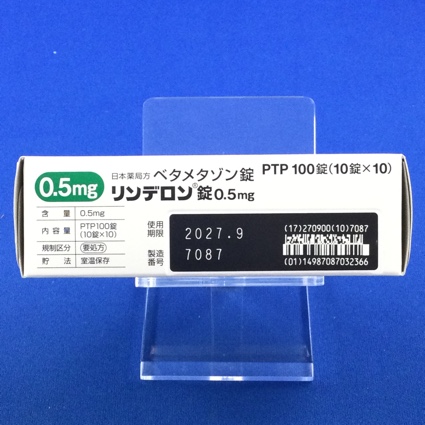 0.5mg
日本薬局方 ベタメタゾン錠 PTP 100錠(10錠×10)
リンデロン®錠0.5mg
含 量 0.5mg
内 容 量 PTP100錠
(10錠×10)
規制区分 要処方
貯 法 室温保存
使用
期限 2027.9
製造
番号 7087
(17)270900(10)7087
(01)14987087032366